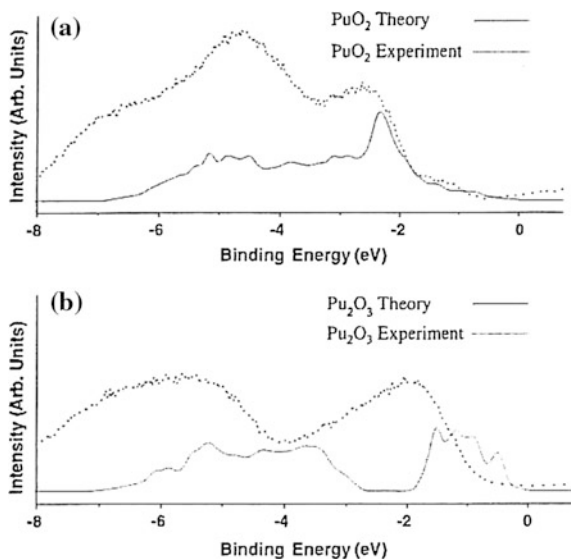 (a)
PuO₂ Theory
PuO₂ Experiment
Intensity (Arb. Units)
-8 -6 -4 -2 0
Binding Energy (eV)
(b)
Pu₂O₃ Theory
Pu₂O₃ Experiment
Intensity (Arb. Units)
-8 -6 -4 -2 0
Binding Energy (eV)